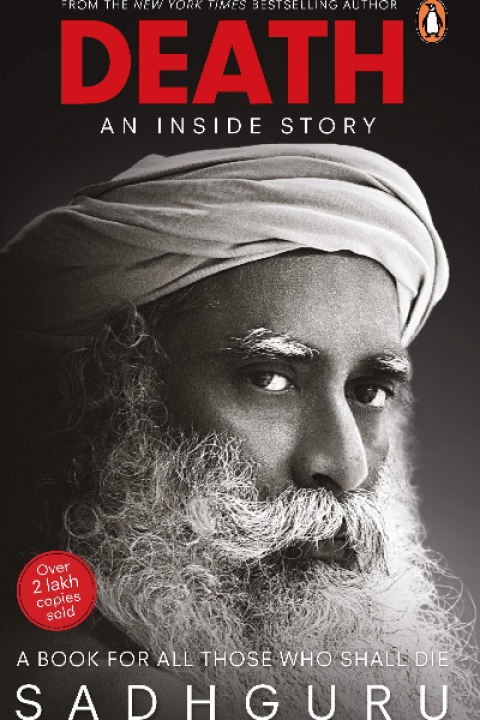 FROM THE NEW YORK TIMES BESTSELLING AUTHOR
DEATH
AN INSIDE STORY
Over
2 lakh
copies
sold
A BOOK FOR ALL THOSE WHO SHALL DIE
SADHGURU